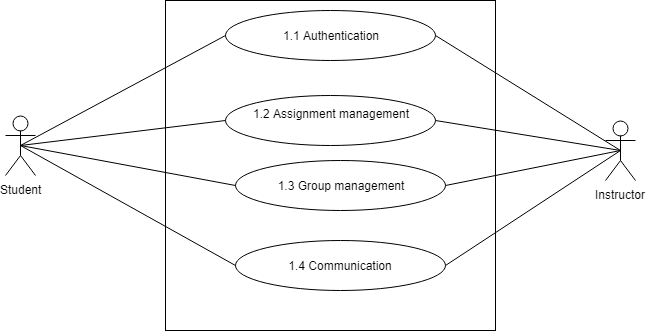 1.1 Authentication
1.2 Assignment management
1.3 Group management
Student
Instructor
1.4 Communication